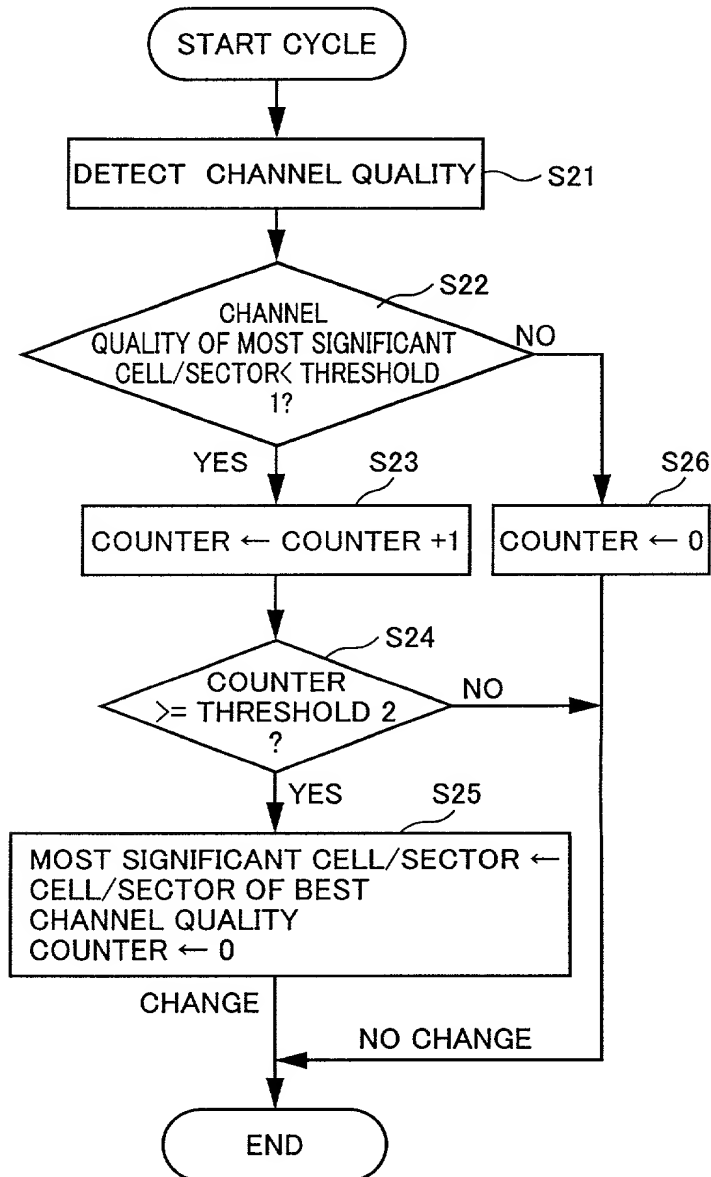 START CYCLE
DETECT CHANNEL QUALITY
S21
S22
CHANNEL
QUALITY OF MOST SIGNIFICANT
CELL/SECTOR< THRESHOLD
1?
NO
YES
S23
S26
COUNTER ← COUNTER +1
COUNTER ← 0
S24
COUNTER
>= THRESHOLD 2
?
NO
YES
S25
MOST SIGNIFICANT CELL/SECTOR ←
CELL/SECTOR OF BEST
CHANNEL QUALITY
COUNTER ← 0
CHANGE
NO CHANGE
END